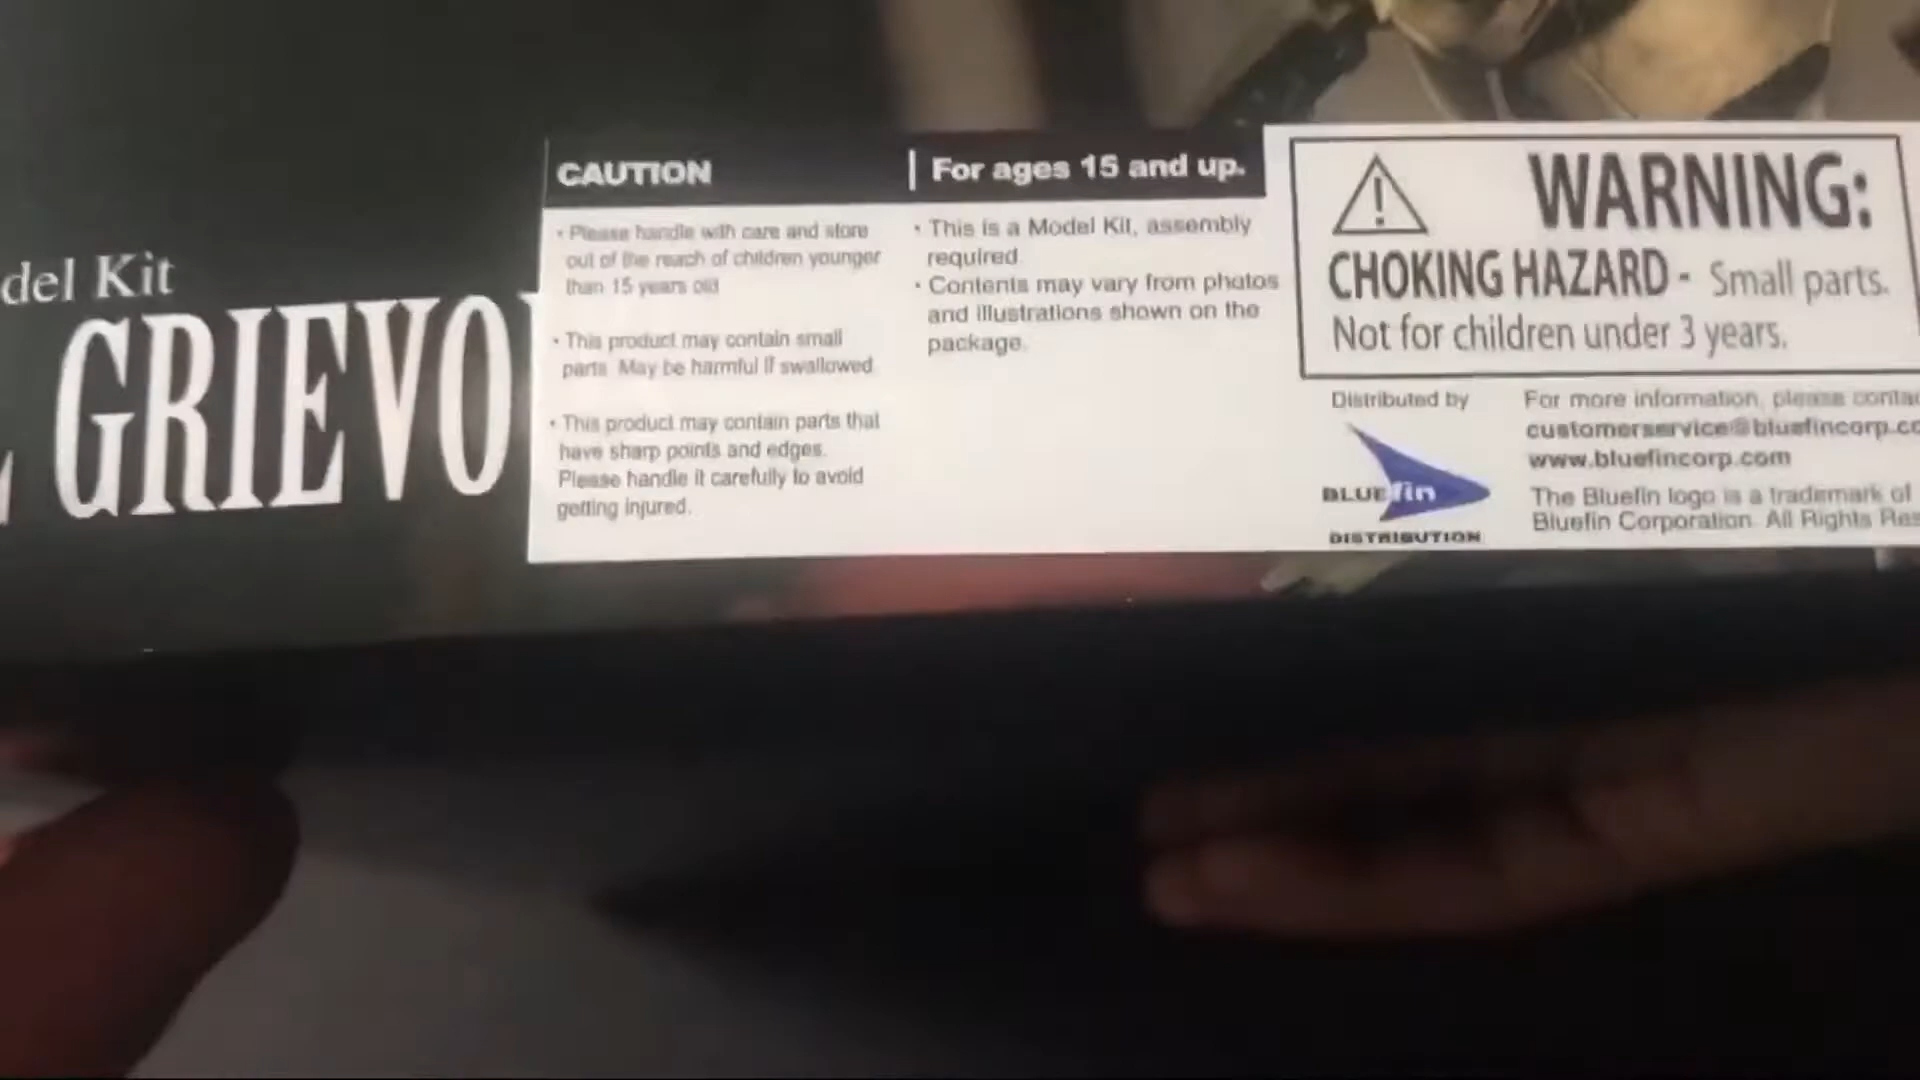 del Kit
GRIEVO
CAUTION
For ages 15 and up.
• Please handle with care and store
out of the reach of children younger
than 15 years old
• This product may contain small
parts. May be harmful if swallowed.
• This product may contain parts that
have sharp points and edges.
Please handle it carefully to avoid
getting injured.
• This is a Model Kit, assembly
required.
• Contents may vary from photos
and illustrations shown on the
package.
WARNING:
CHOKING HAZARD - Small parts.
Not for children under 3 years.
Distributed by
BLUEfin
DISTRIBUTION
For more information, please contac
customerservice@bluefincorp.co
www.bluefincorp.com
The Bluefin logo is a trademark of
Bluefin Corporation. All Rights Res